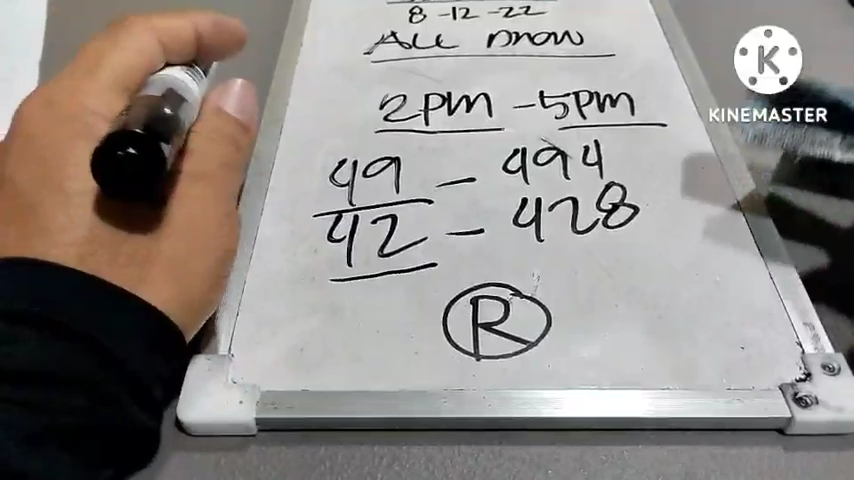 8-12-22
ALL DRAW
2pm - 5pm
49 - 494
42 - 428
R
K
KINEMASTER